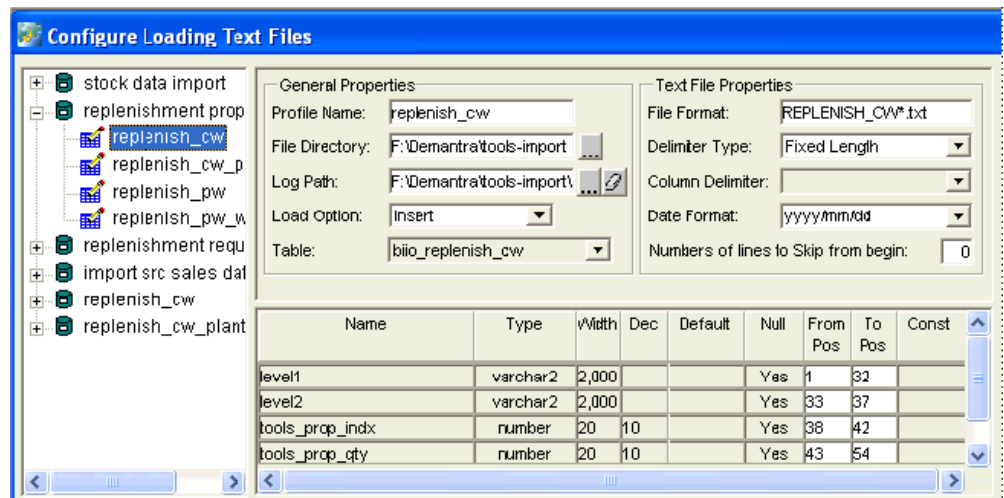 Configure Loading Text Files
stock data import
replenishment prop
replenish_cw
replenish_cw_p
replenish_pw
replenish_pw_w
replenishment requ
import src sales dat
replenish_cw
replenish_cw_plant
General Properties
Profile Name: replenish_cw
File Directory: F:\Demantra\tools-import ...
Log Path: F:\Demantra\tools-import\ ...
Load Option: Insert
Table: biio_replenish_cw
Text File Properties
File Format: REPLENISH_CW*.txt
Delimiter Type: Fixed Length
Column Delimiter:
Date Format: yyyy/mm/dd
Numbers of lines to Skip from begin: 0
Name Type Width Dec Default Null From Pos To Pos Const
level1 varchar2 2,000 Yes 1 32
level2 varchar2 2,000 Yes 33 37
tools_prop_indx number 20 10 Yes 38 42
tools_prop_qty number 20 10 Yes 43 54